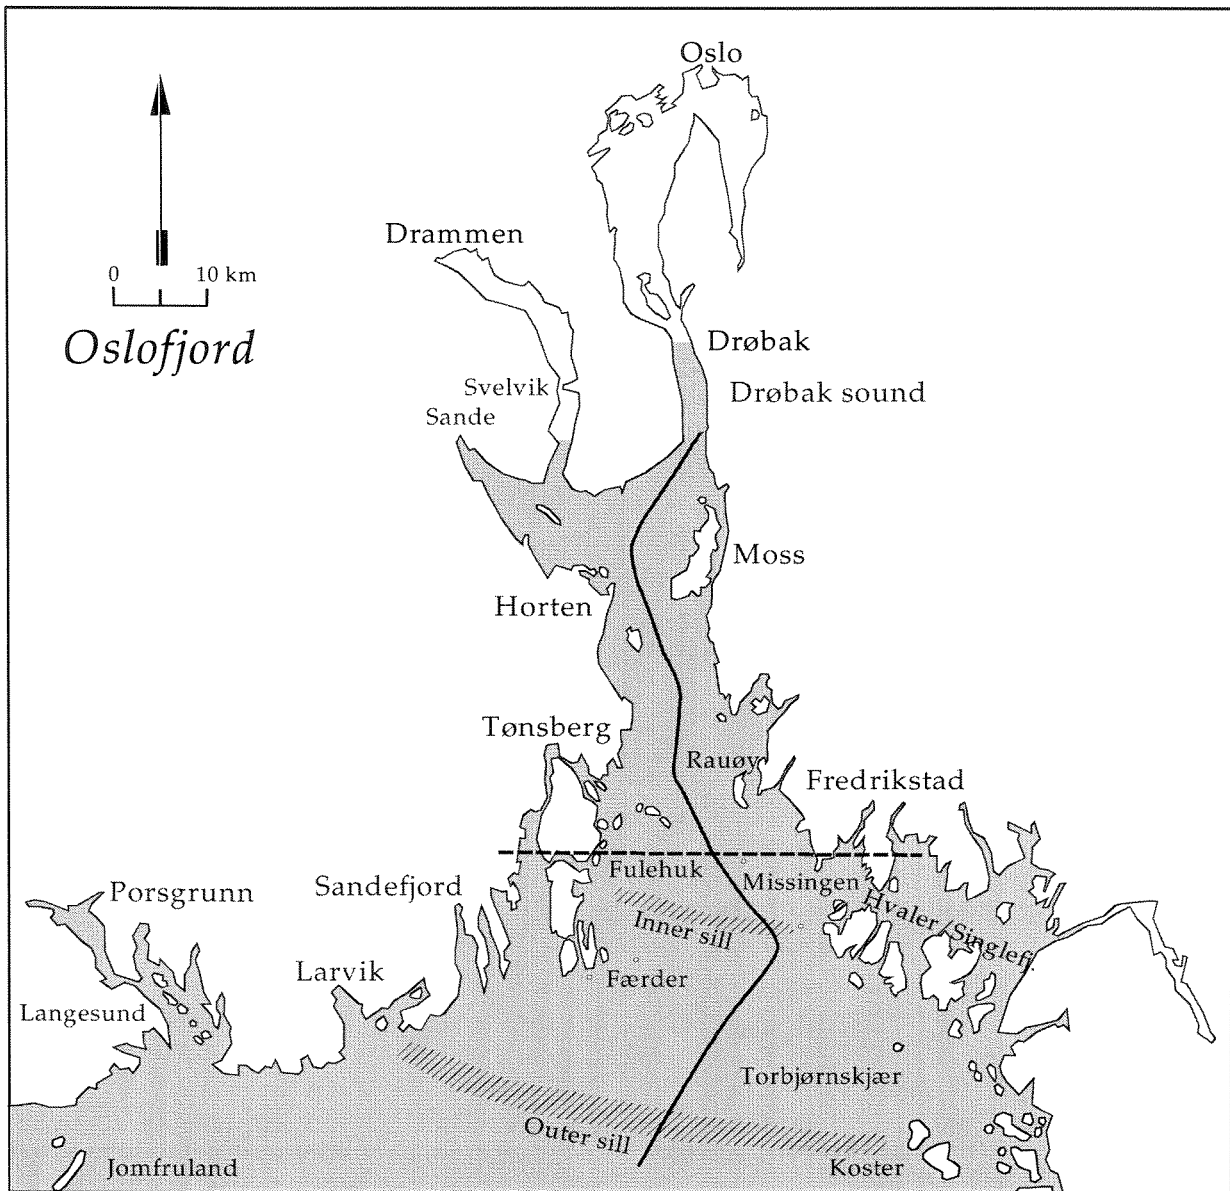 Oslo
Drammen
0 10 km
Oslofjord
Drøbak
Svelvik
Drøbak sound
Sande
Moss
Horten
Tønsberg
Rauøy
Fredrikstad
Fulehuk
Missingen
Porsgrunn
Sandefjord
Hvaler/Singlefj.
Inner sill
Larvik
Færder
Langesund
Torbjørnskjær
Outer sill
Jomfruland
Koster